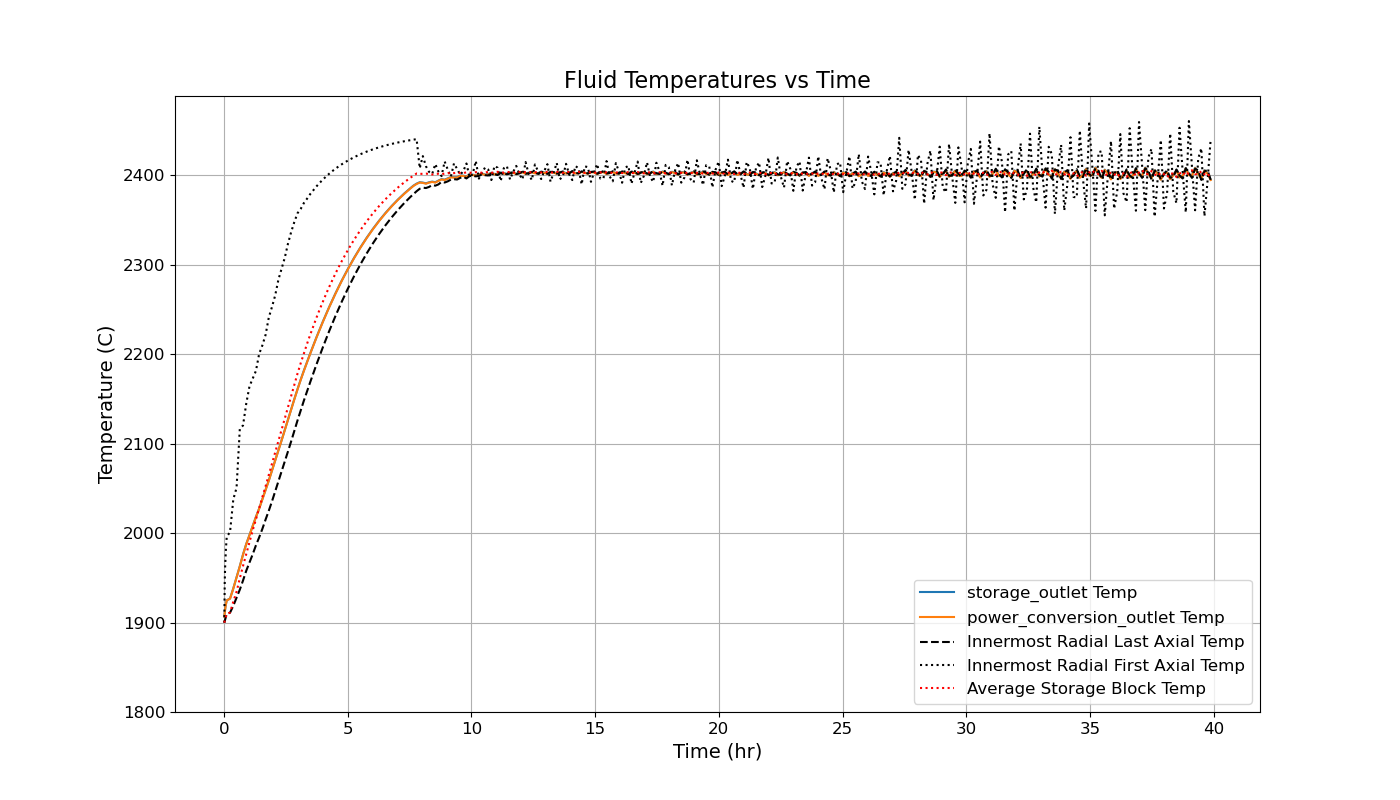 Fluid Temperatures vs Time
Temperature (C)
2400
2300
2200
2100
2000
1900
1800
0 5 10 15 20 25 30 35 40
Time (hr)
storage_outlet Temp
power_conversion_outlet Temp
Innermost Radial Last Axial Temp
Innermost Radial First Axial Temp
Average Storage Block Temp